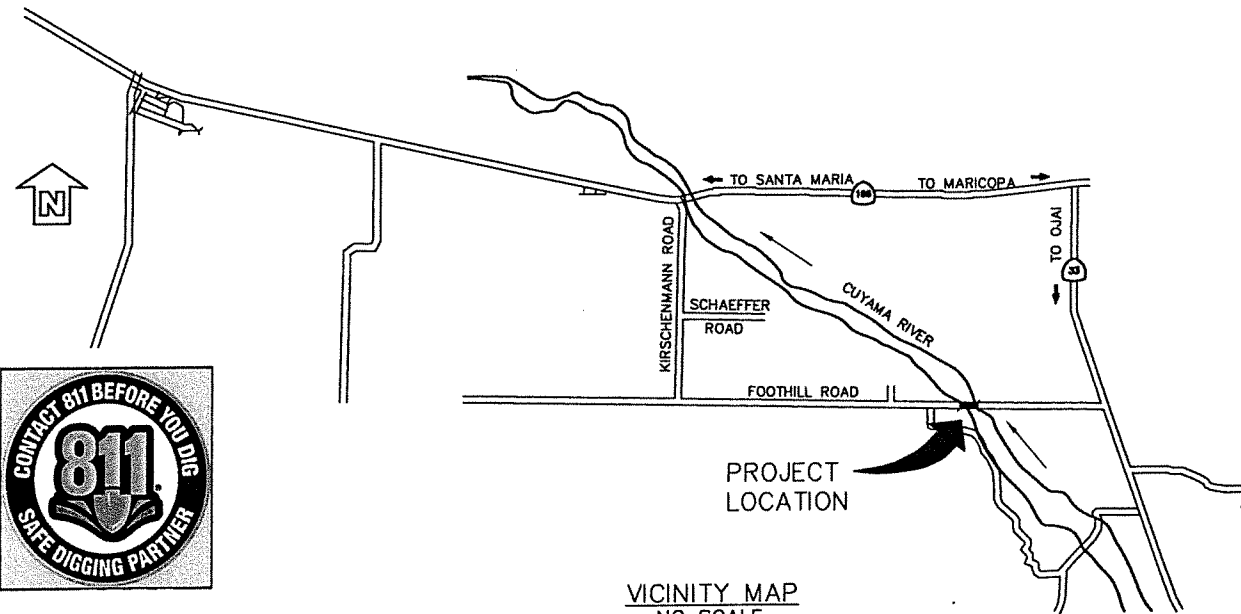 N
TO SANTA MARIA
166
TO MARICOPA
TO OJAI
33
KIRSCHENMANN ROAD
SCHAEFFER
ROAD
CUYAMA RIVER
FOOTHILL ROAD
PROJECT
LOCATION
CONTACT 811 BEFORE YOU DIG
811
SAFE DIGGING PARTNER
VICINITY MAP
NO SCALE